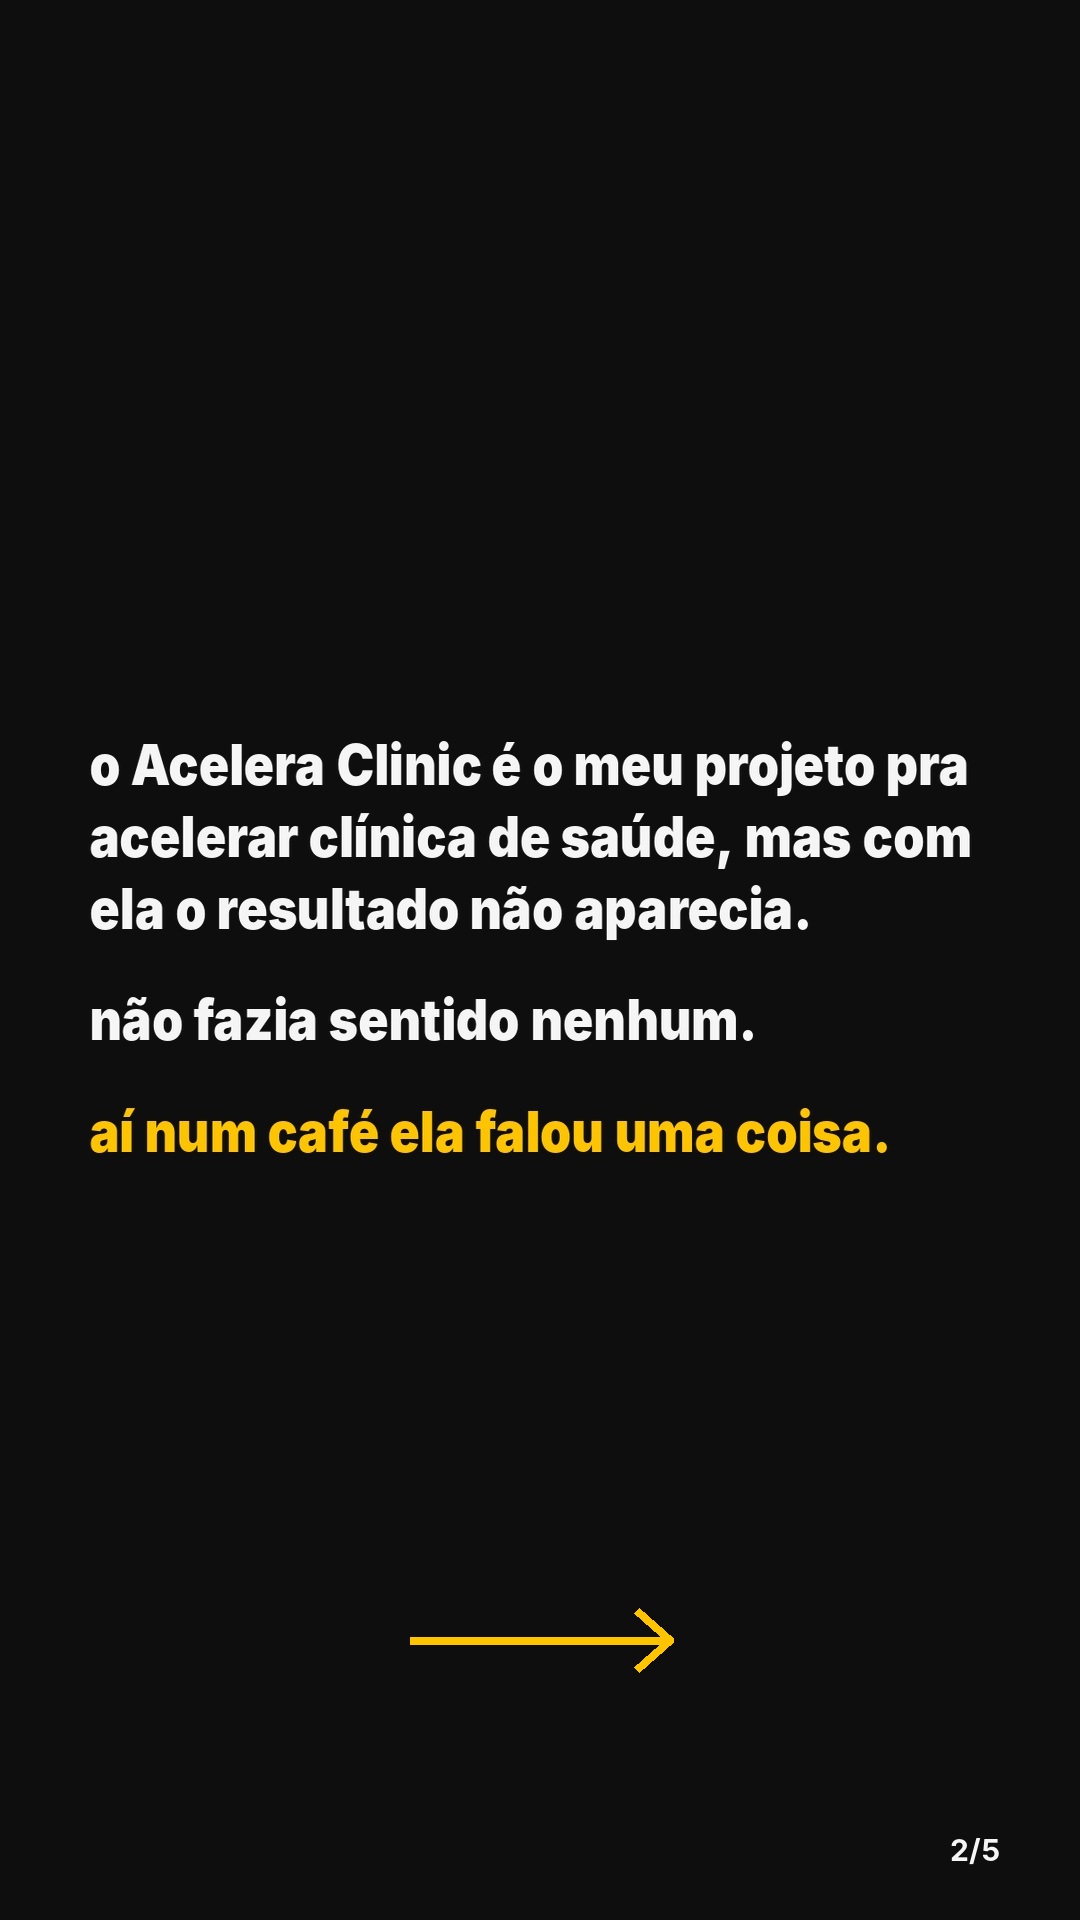 o Acelera Clinic é o meu projeto pra
acelerar clínica de saúde, mas com
ela o resultado não aparecia.
não fazia sentido nenhum.
aí num café ela falou uma coisa.
2/5